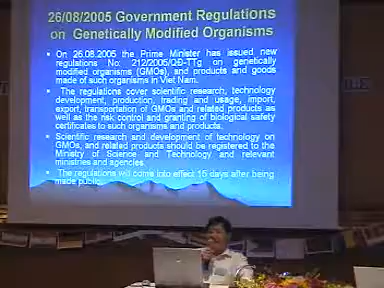 26/08/2005 Government Regulations
on Genetically Modified Organisms
• On 26.08.2005 the Prime Minister has issued new
regulations No: 212/2005/QĐ-TTg on genetically
modified organisms (GMOs), and products and goods
made of such organisms in Viet Nam.
• The regulations cover scientific research, technology
development, production, trading and usage, import,
export, transportation of GMOs and related products as
well as the risk control and granting of biological safety
certificates to such organisms and products.
• Scientific research and development of technology on
GMOs, and related products should be registered to the
Ministry of Science and Technology and relevant
ministries and agencies.
• The regulations will come into effect 15 days after being
made public.